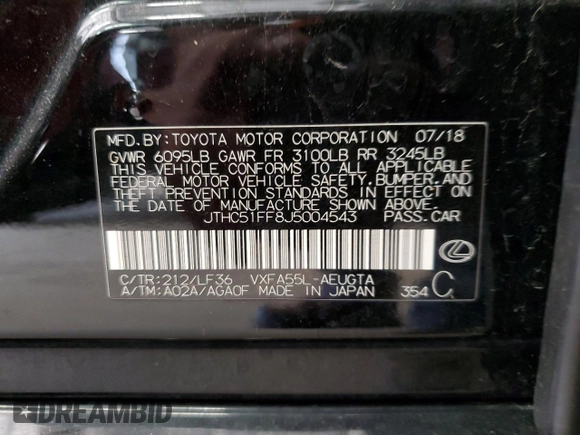 MFD.BY:TOYOTA MOTOR CORPORATION 07/18
GVWR 6095LB GAWR FR 3100LB RR 3245LB
THIS VEHICLE CONFORMS TO ALL APPLICABLE
FEDERAL MOTOR VEHICLE SAFETY,BUMPER, AND
THEFT PREVENTION STANDARDS IN EFFECT ON
THE DATE OF MANUFACTURE SHOWN ABOVE.
JTHC51FF8J5004543 PASS.CAR
C/TR:212/LF36 VXFA55L-AEUGTA
A/TM:A02A/AGA0F MADE IN JAPAN 354 C
DREAMBID